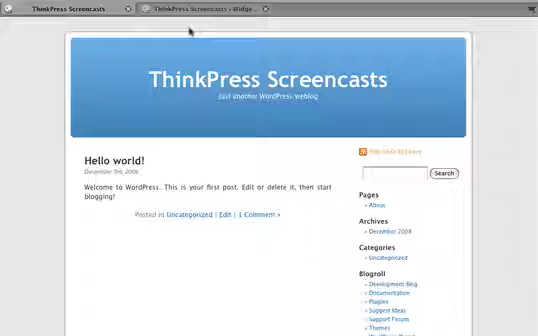 ThinkPress Screencasts
ThinkPress Screencasts › Widge...
ThinkPress Screencasts
Just another WordPress weblog
Hello world!
December 3rd, 2008
Welcome to WordPress. This is your first post. Edit or delete it, then start
blogging!
Posted in Uncategorized | Edit | 1 Comment »
Search
Pages
» About
Archives
» December 2008
Categories
» Uncategorized
Blogroll
» Development Blog
» Documentation
» Plugins
» Suggest Ideas
» Support Forum
» Themes